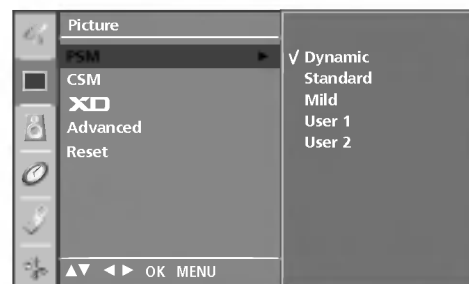 Picture
PSM
CSM
XD
Advanced
Reset
▲▼ ◄► OK MENU
√ Dynamic
Standard
Mild
User 1
User 2